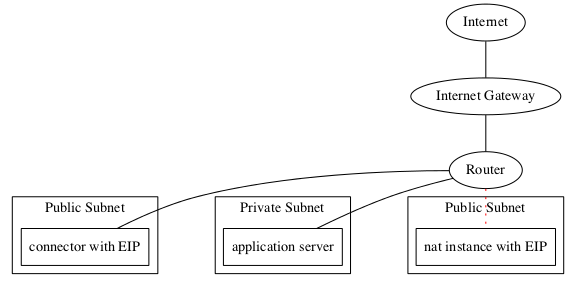 Internet
Internet Gateway
Router
Public Subnet
Private Subnet
Public Subnet
connector with EIP
application server
nat instance with EIP